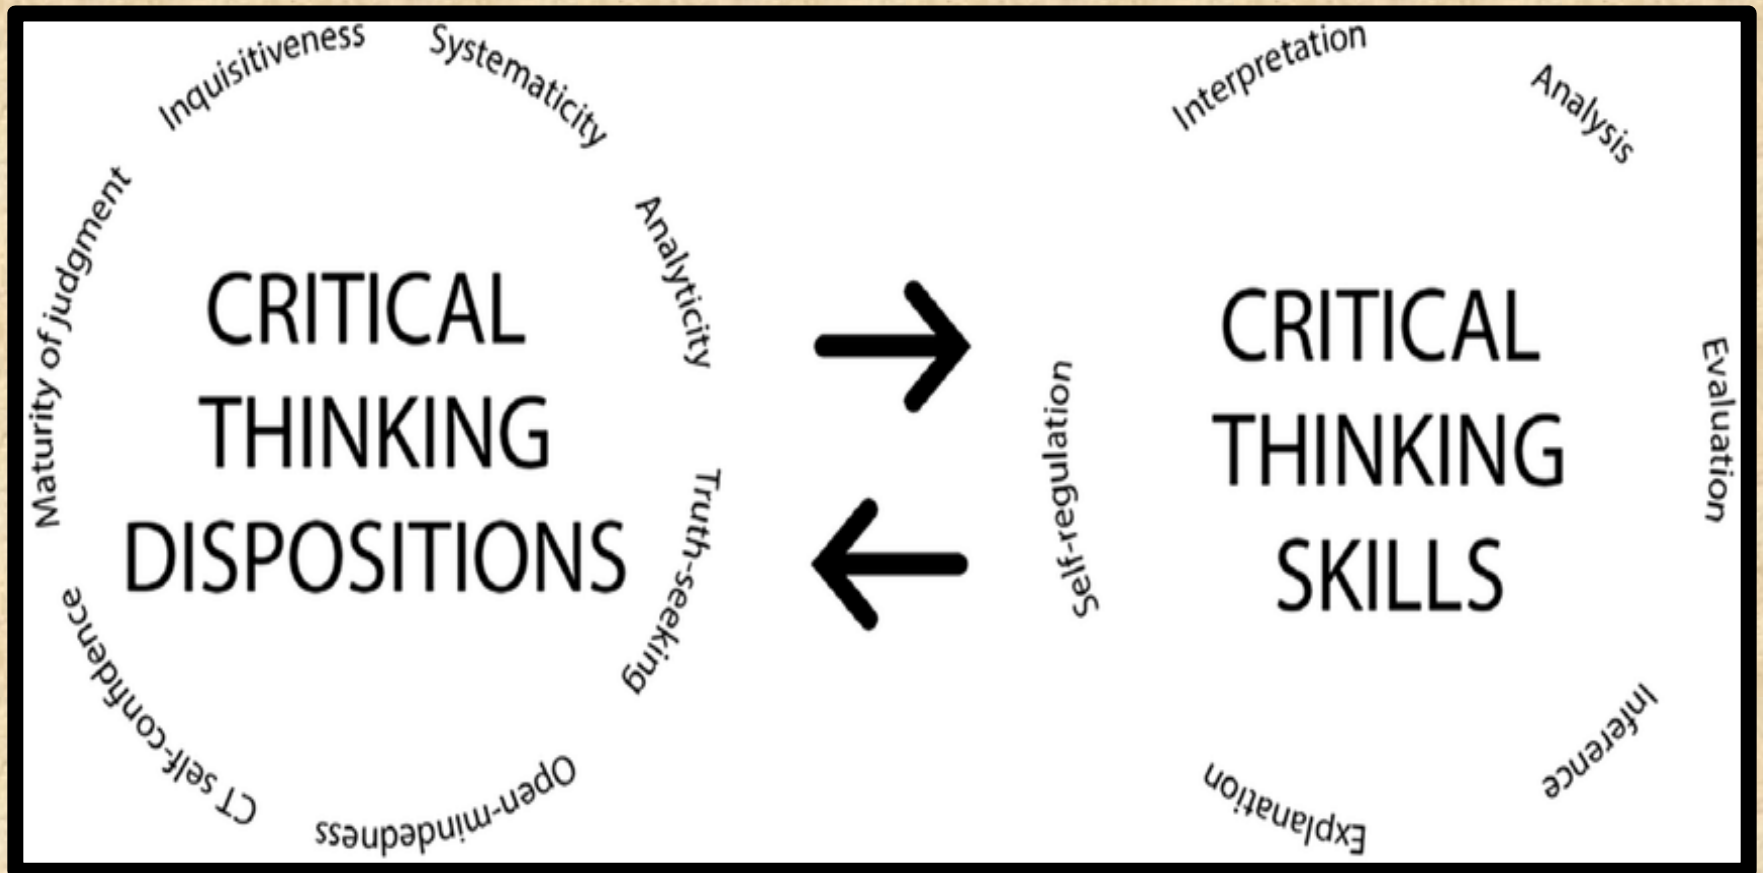 Inquisitiveness
Systematicity
Analyticity
Truth-seeking
Open-mindedness
CT self-confidence
Maturity of judgment
CRITICAL
THINKING
DISPOSITIONS
Interpretation
Analysis
Evaluation
Inference
Explanation
Self-regulation
CRITICAL
THINKING
SKILLS